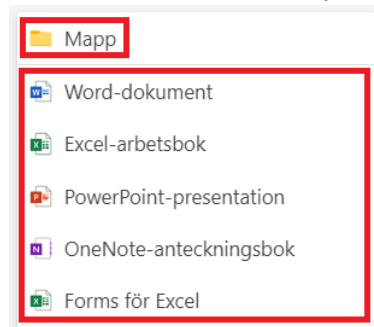 Mapp
Word-dokument
Excel-arbetsbok
PowerPoint-presentation
OneNote-anteckningsbok
Forms för Excel